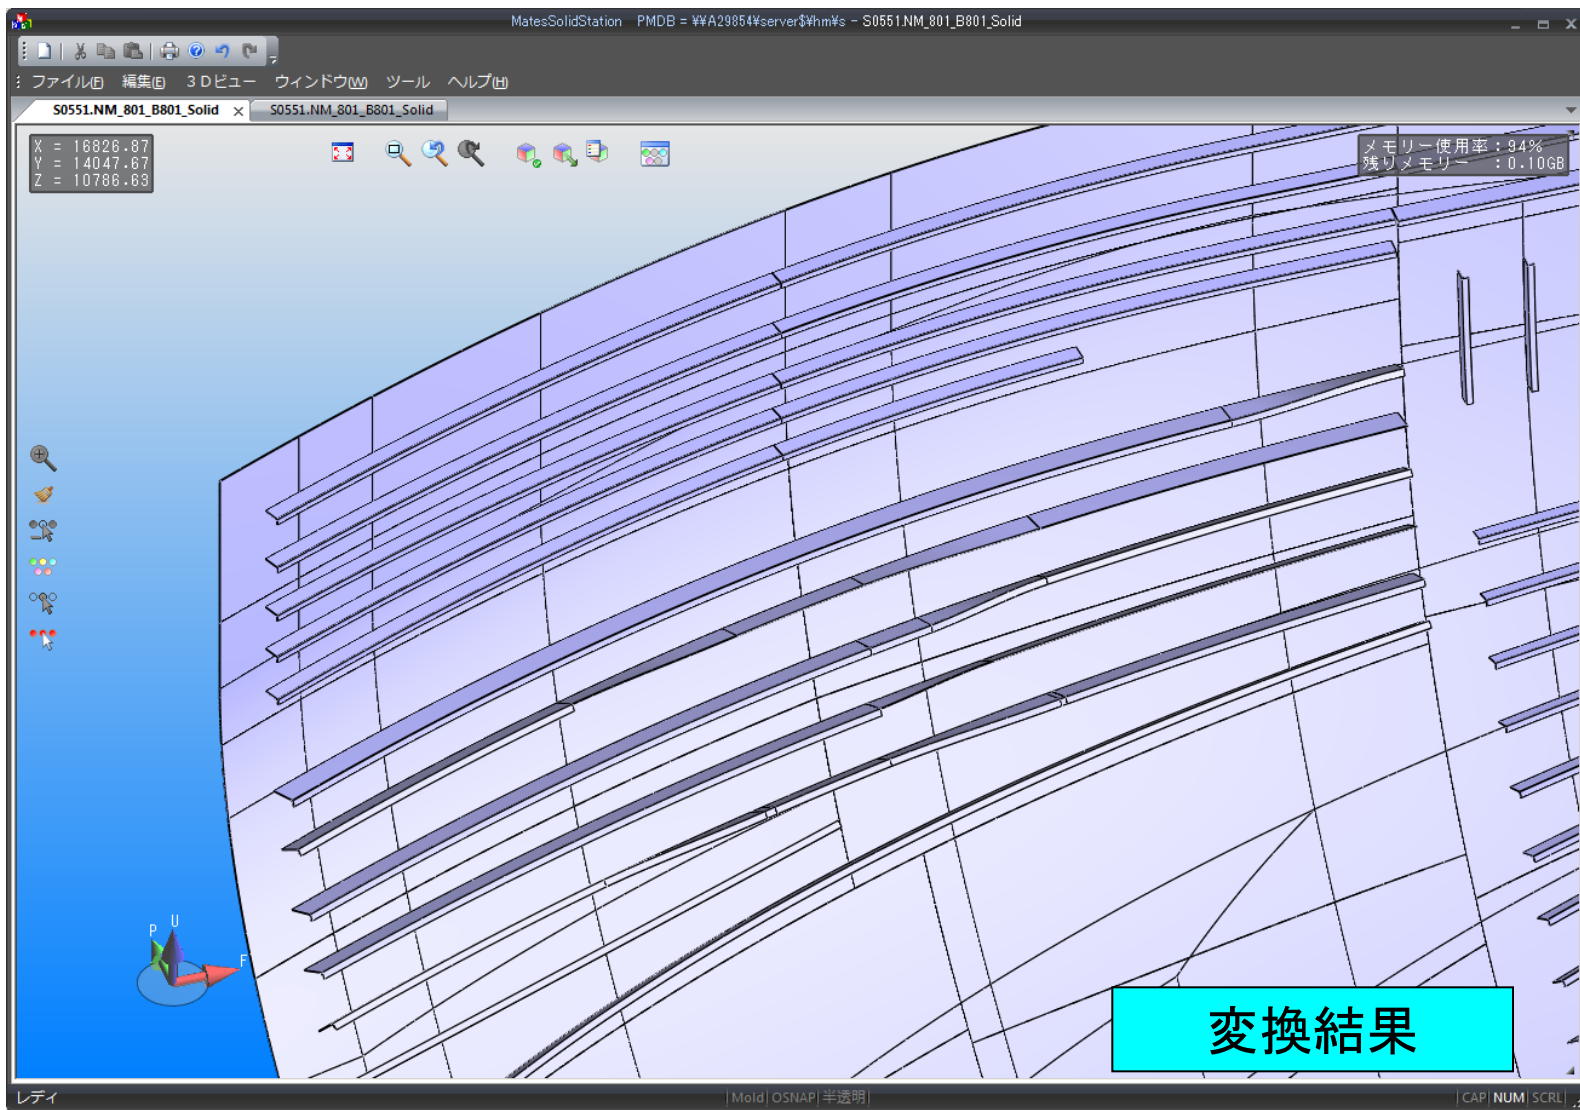 MatesSolidStation PMDB = ¥¥A29854¥server$¥hm¥s - S0551.NM_801_B801_Solid
ファイル(F) 編集(E) 3Dビュー ウィンドウ(W) ツール ヘルプ(H)
S0551.NM_801_B801_Solid S0551.NM_801_B801_Solid
X = 16826.87
Y = 14047.67
Z = 10786.63
メモリー使用率：94%
残りメモリー ：0.10GB
P U
F
変換結果
レディ Mold OSNAP 半透明 CAP NUM SCRL